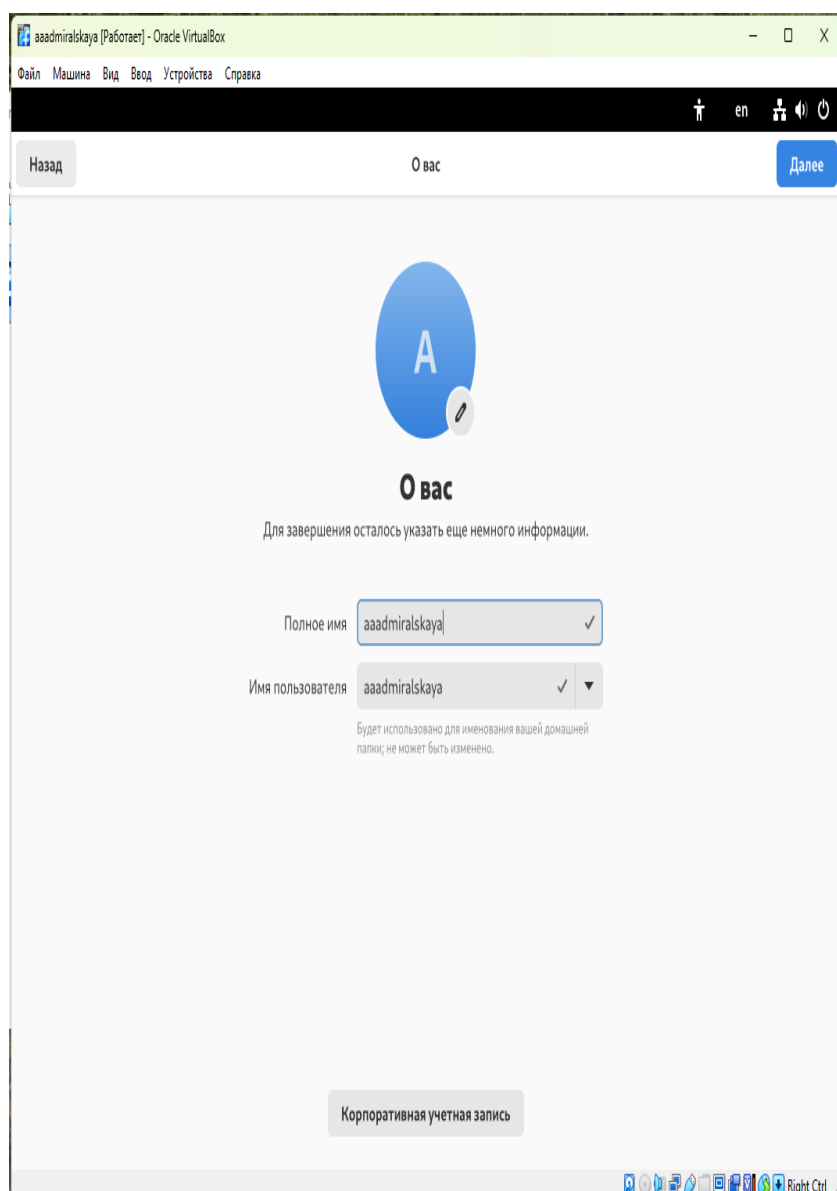 aaadmiralskaya [Работает] - Oracle VirtualBox
Файл Машина Вид Ввод Устройства Справка
en
Назад О вас Далее
A
О вас
Для завершения осталось указать еще немного информации.
Полное имя aaadmiralskaya
Имя пользователя aaadmiralskaya
Будет использовано для именования вашей домашней
папки; не может быть изменено.
Корпоративная учетная запись
Right Ctrl